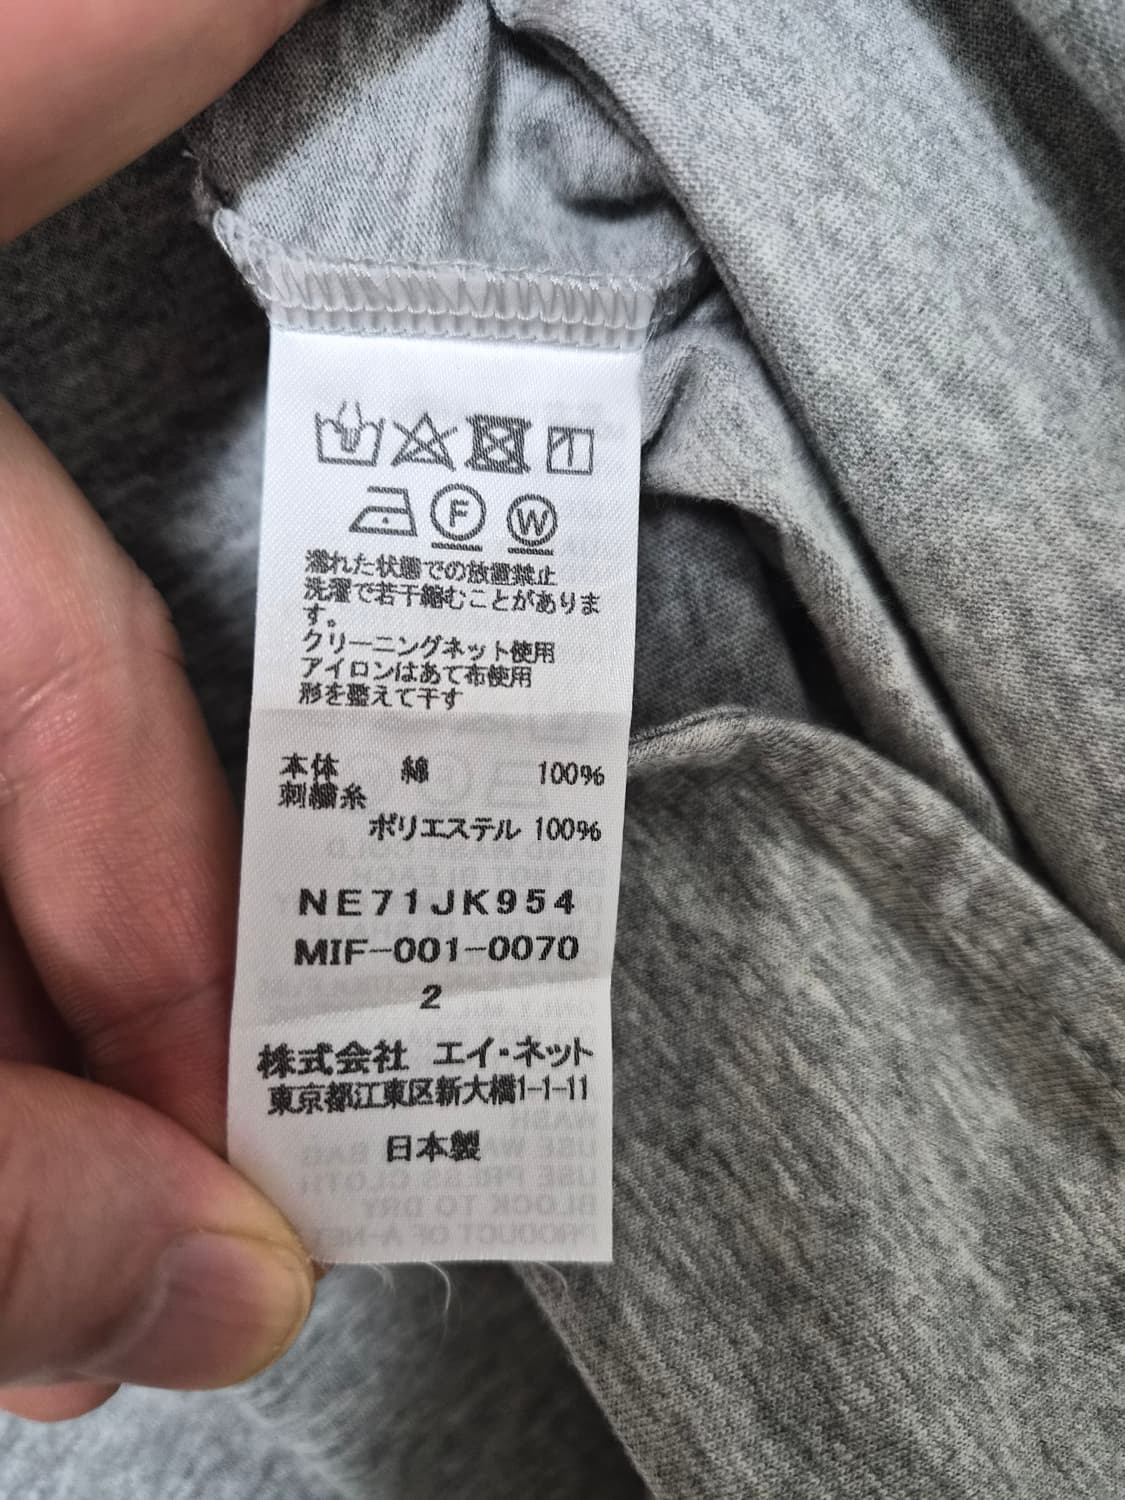 F W
濡れた状態での放置禁止
洗濯で若干縮むことがありま
す。
クリーニングネット使用
アイロンはあて布使用
形を整えて干す
本体 綿 100%
刺繍糸
ポリエステル 100%
NE71JK954
MIF-001-0070
2
株式会社 エイ・ネット
東京都江東区新大橋1-1-11
日本製